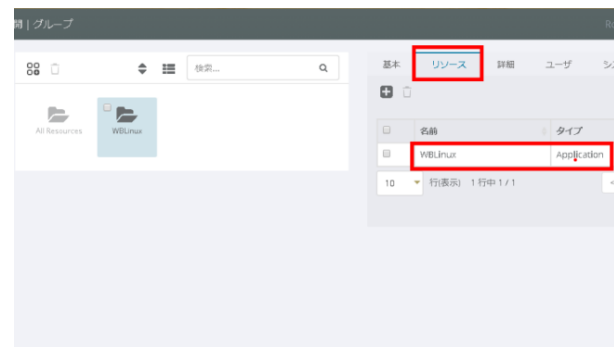 | グループ
検索...
All Resources
WBLinux
基本 リソース 詳細 ユーザ
名前 タイプ
WBLinux Application
10 行(表示) 1 行中 1 / 1